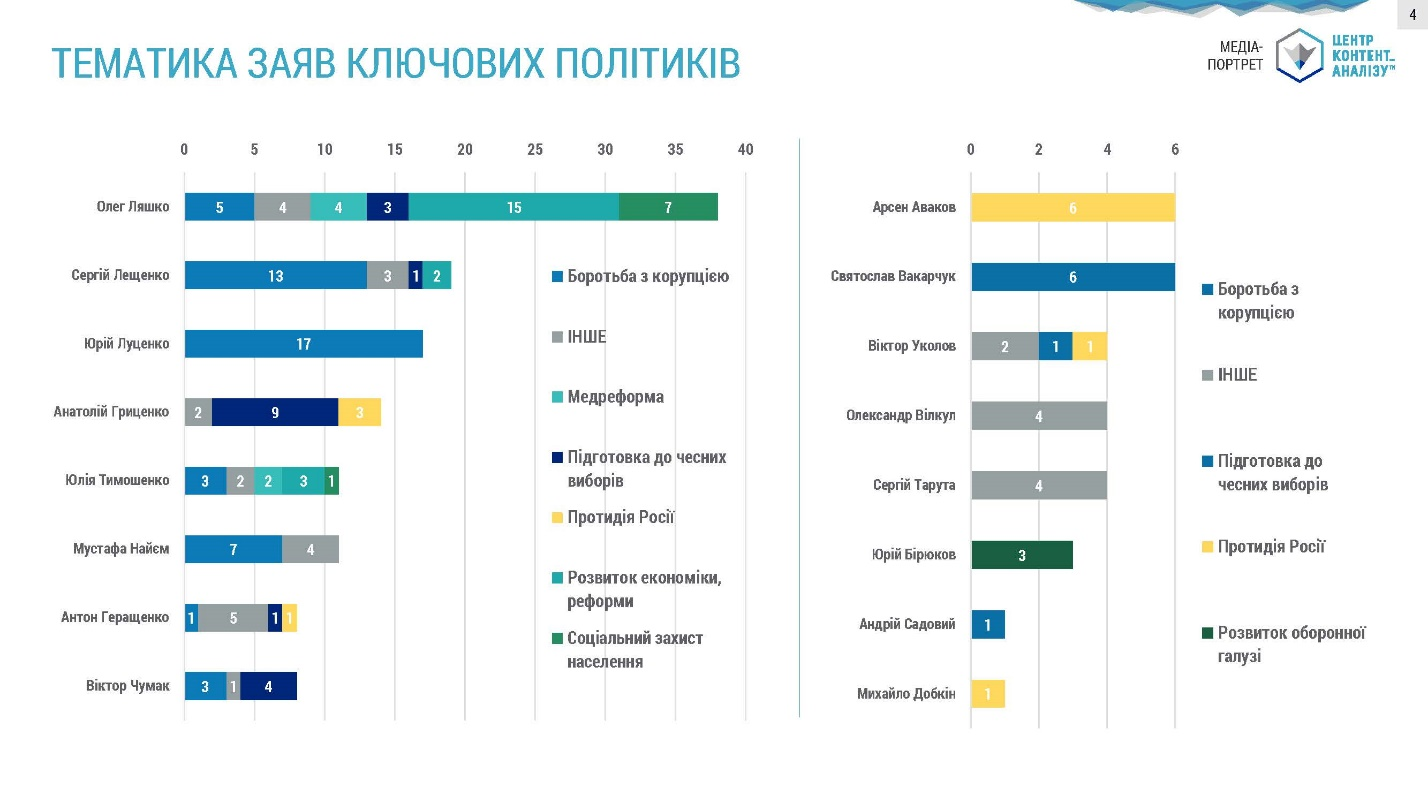 4
ТЕМАТИКА ЗАЯВ КЛЮЧОВИХ ПОЛІТИКІВ
МЕДІА-
ПОРТРЕТ
ЦЕНТР
КОНТЕНТ_
АНАЛІЗУ™
0 5 10 15 20 25 30 35 40
Олег Ляшко 5 4 4 3 15 7
Сергій Лещенко 13 3 1 2
Юрій Луценко 17
Анатолій Гриценко 2 9 3
Юлія Тимошенко 3 2 2 3 1
Мустафа Найєм 7 4
Антон Геращенко 1 5 1 1
Віктор Чумак 3 1 4
Боротьба з корупцією
ІНШЕ
Медреформа
Підготовка до чесних
виборів
Протидія Росії
Розвиток економіки,
реформи
Соціальний захист
населення
0 2 4 6
Арсен Аваков 6
Святослав Вакарчук 6
Віктор Уколов 2 1 1
Олександр Вілкул 4
Сергій Тарута 4
Юрій Бірюков 3
Андрій Садовий 1
Михайло Добкін 1
Боротьба з
корупцією
ІНШЕ
Підготовка до
чесних виборів
Протидія Росії
Розвиток оборонної
галузі